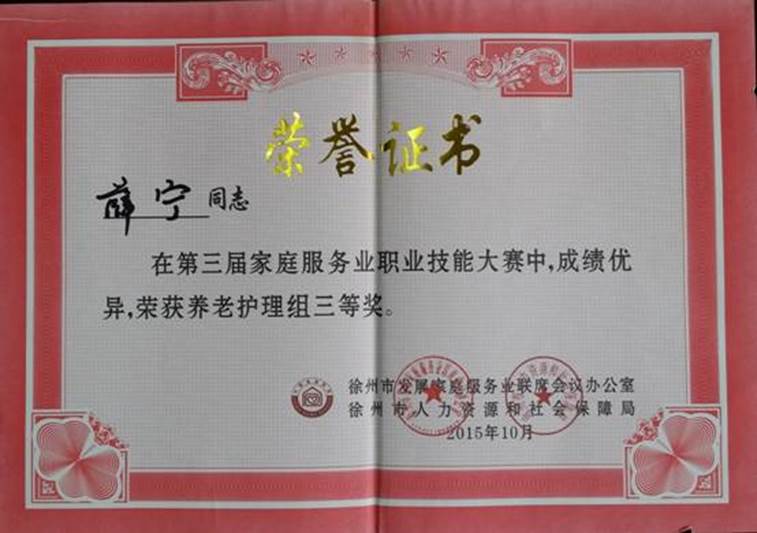 荣誉证书
薛宁同志
在第三届家庭服务业职业技能大赛中,成绩优
异,荣获养老护理组三等奖。
徐州市发展家庭服务业联席会议办公室
徐州市人力资源和社会保障局
2015年10月